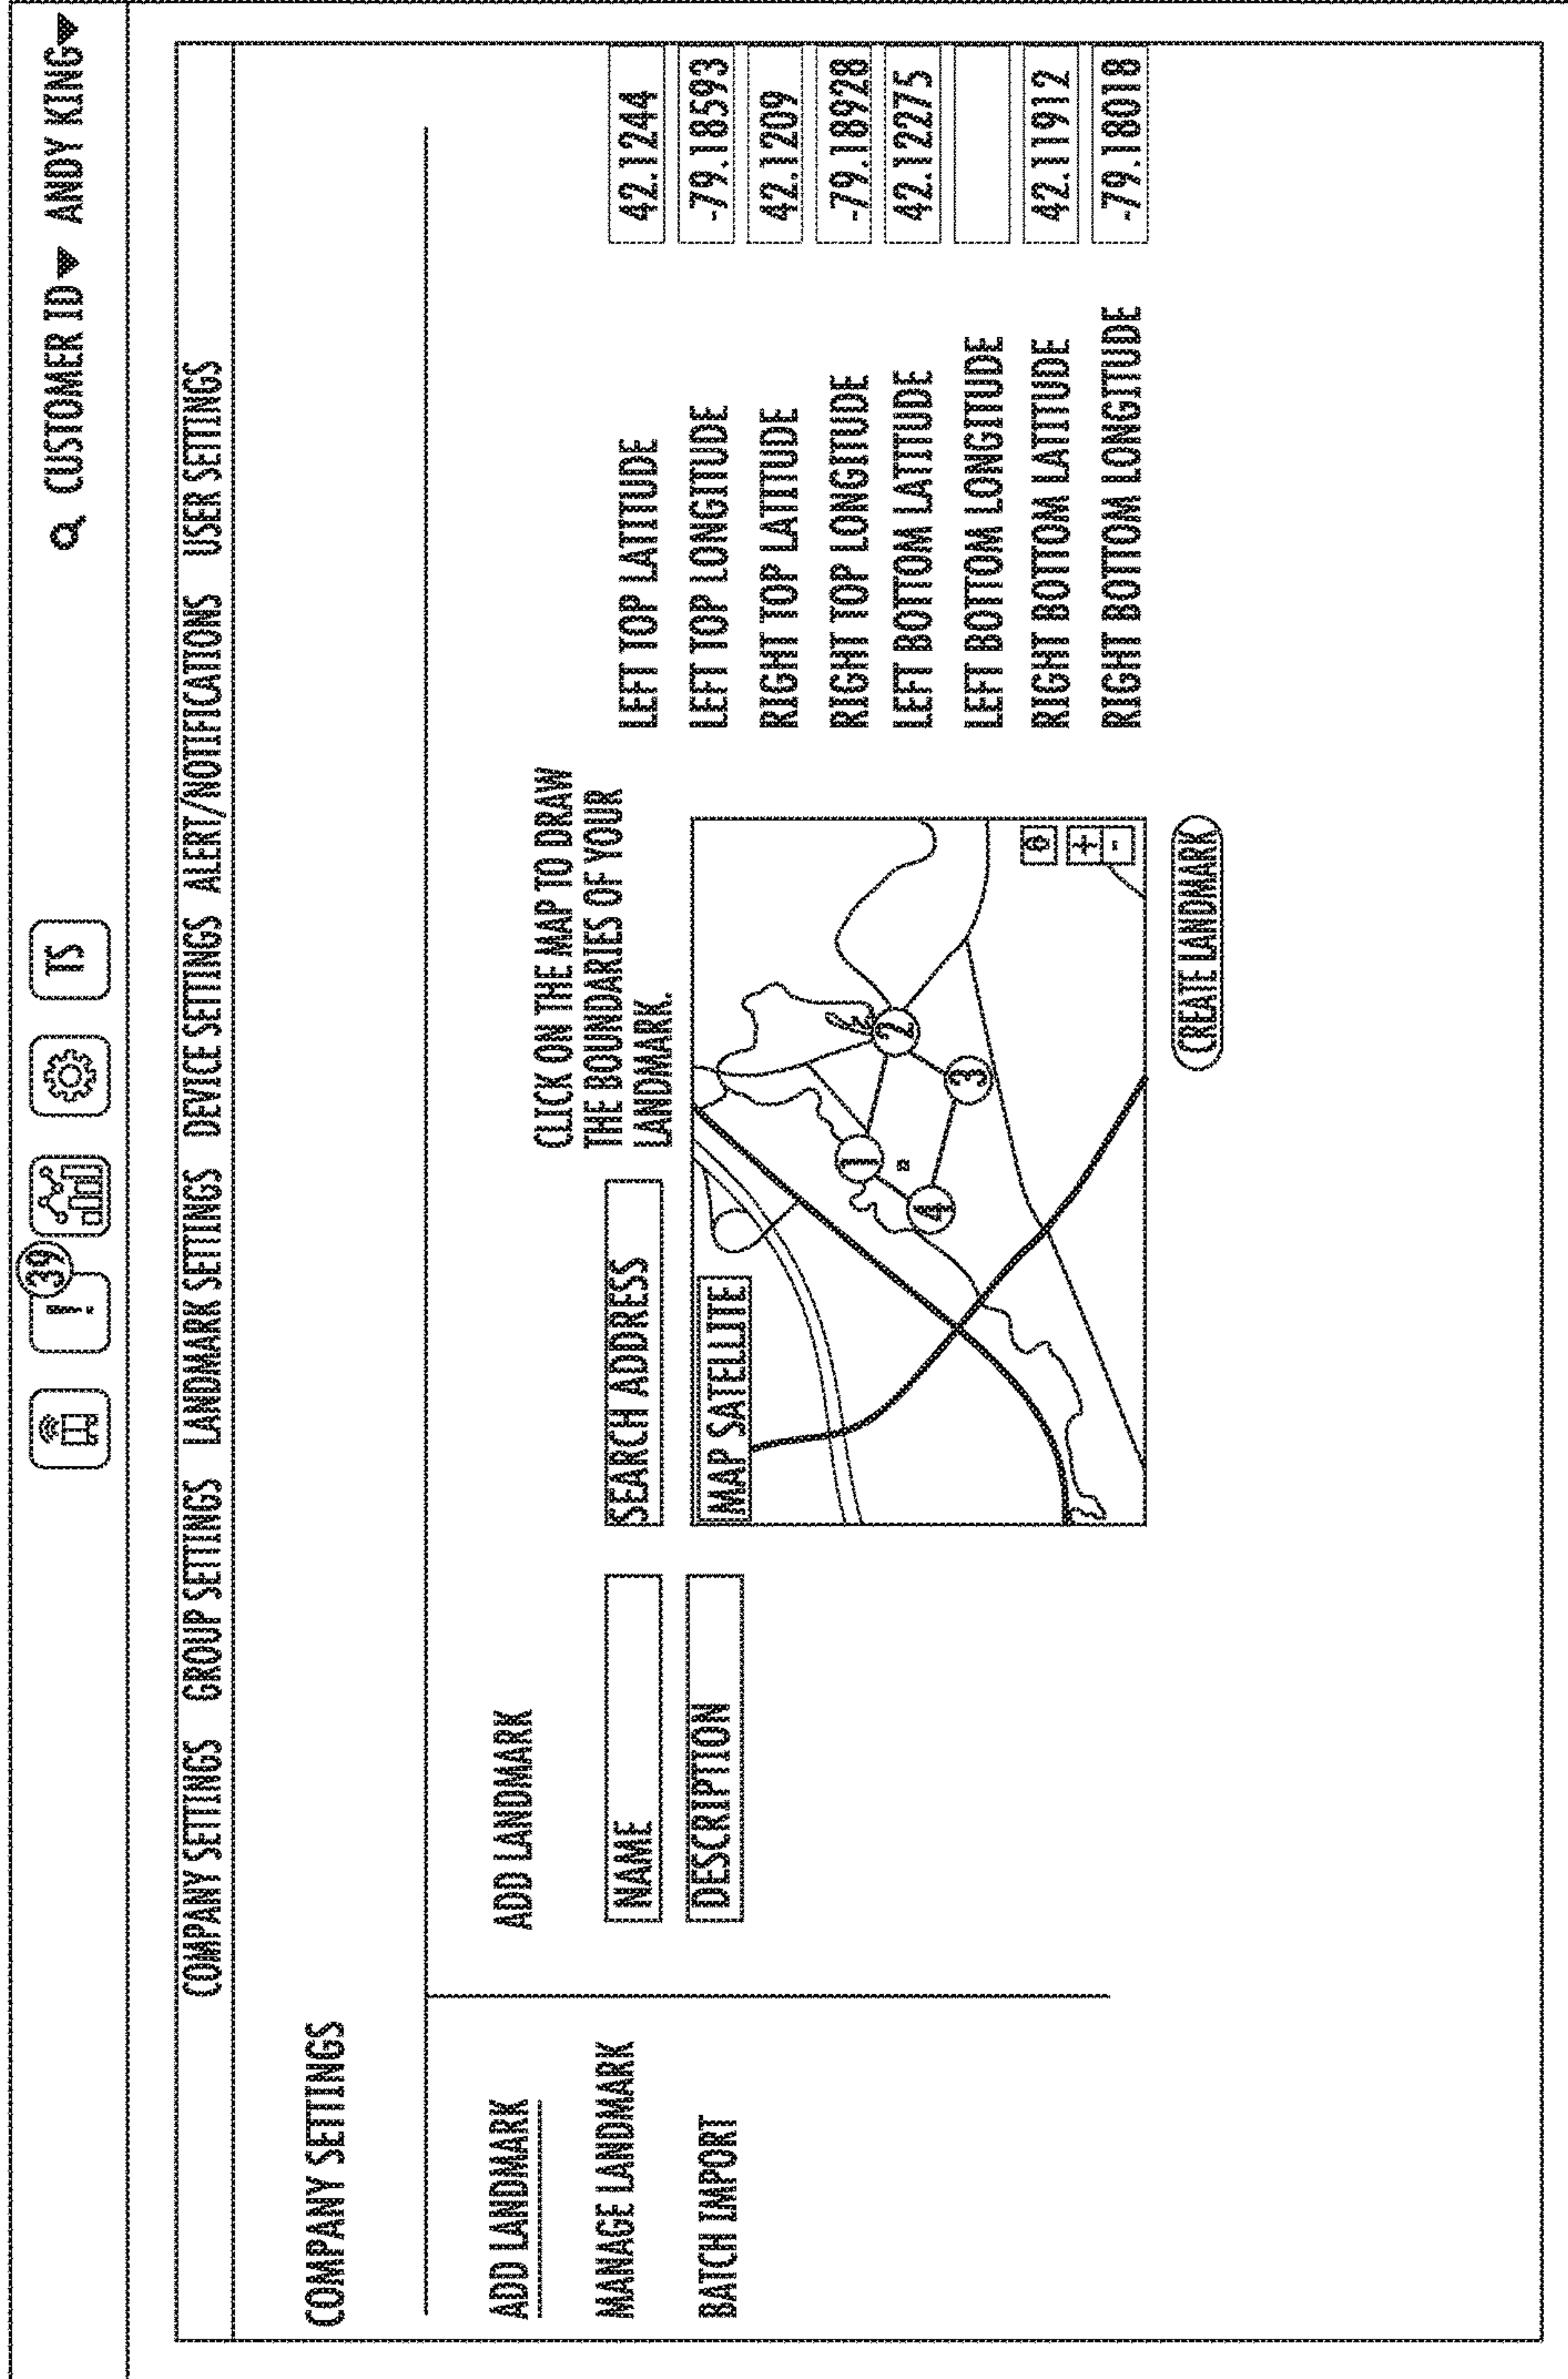 ! 39 TS CUSTOMER ID ANDY KING
COMPANY SETTINGS GROUP SETTINGS LANDMARK SETTINGS DEVICE SETTINGS ALERT/NOTIFICATIONS USER SETTINGS
COMPANY SETTINGS
ADD LANDMARK
MANAGE LANDMARK
BATCH IMPORT
ADD LANDMARK
NAME
DESCRIPTION
SEARCH ADDRESS
CLICK ON THE MAP TO DRAW
THE BOUNDARIES OF YOUR
LANDMARK.
MAP SATELLITE
1
2
3
4
+
-
CREATE LANDMARK
LEFT TOP LATITUDE 42.1244
LEFT TOP LONGITUDE -79.18593
RIGHT TOP LATITUDE 42.1209
RIGHT TOP LONGITUDE -79.18928
LEFT BOTTOM LATITUDE 42.12275
LEFT BOTTOM LONGITUDE
RIGHT BOTTOM LATITUDE 42.11912
RIGHT BOTTOM LONGITUDE -79.18018